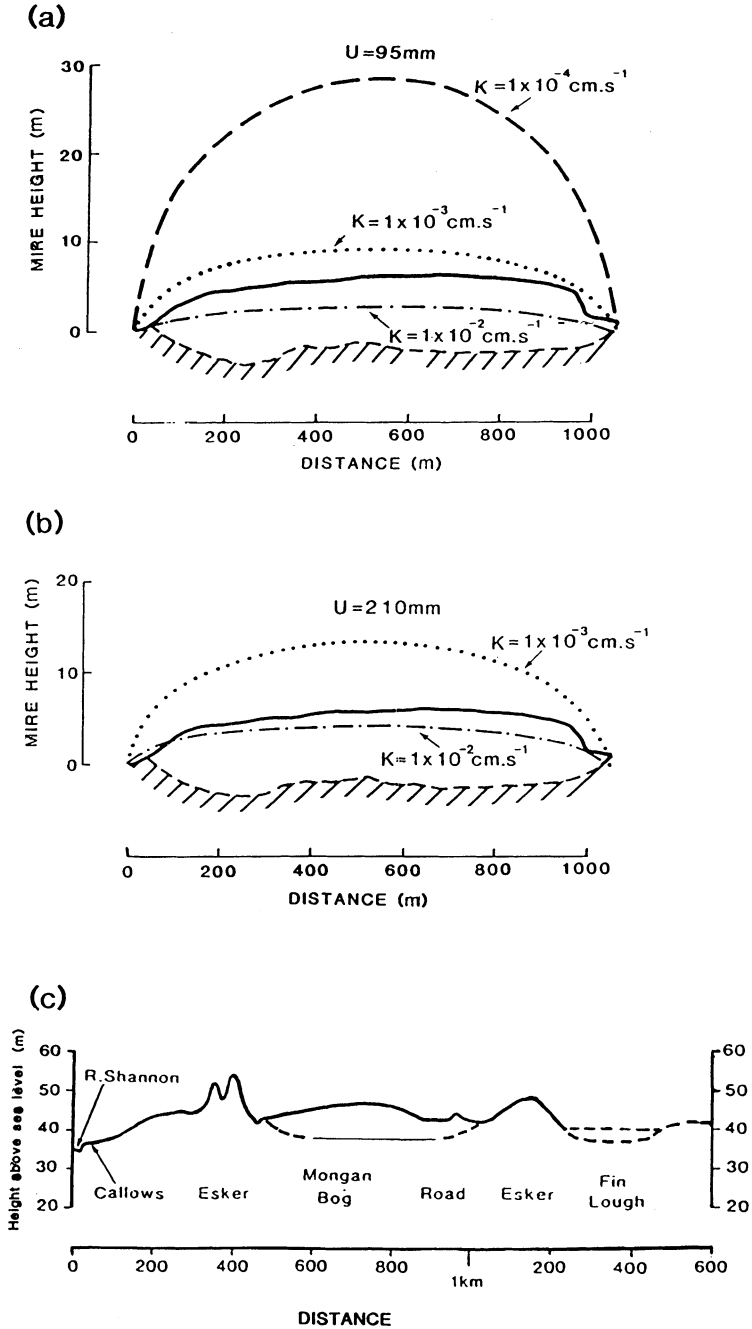 (a)
U=95mm
K=1x10⁻⁴cm.s⁻¹
30
20
10
0
MIRE HEIGHT (m)
K=1x10⁻³cm.s⁻¹
K=1x10⁻²cm.s⁻¹
0 200 400 600 800 1000
DISTANCE (m)
(b)
U=210mm
K=1x10⁻³cm.s⁻¹
20
10
0
MIRE HEIGHT (m)
K=1x10⁻²cm.s⁻¹
0 200 400 600 800 1000
DISTANCE (m)
(c)
Height above sea level (m)
60 60
50 50
40 40
30 30
20 20
R.Shannon
Callows
Esker
Mongan
Bog
Road
Esker
Fin
Lough
0 200 400 600 800 1km 200 400 600
DISTANCE